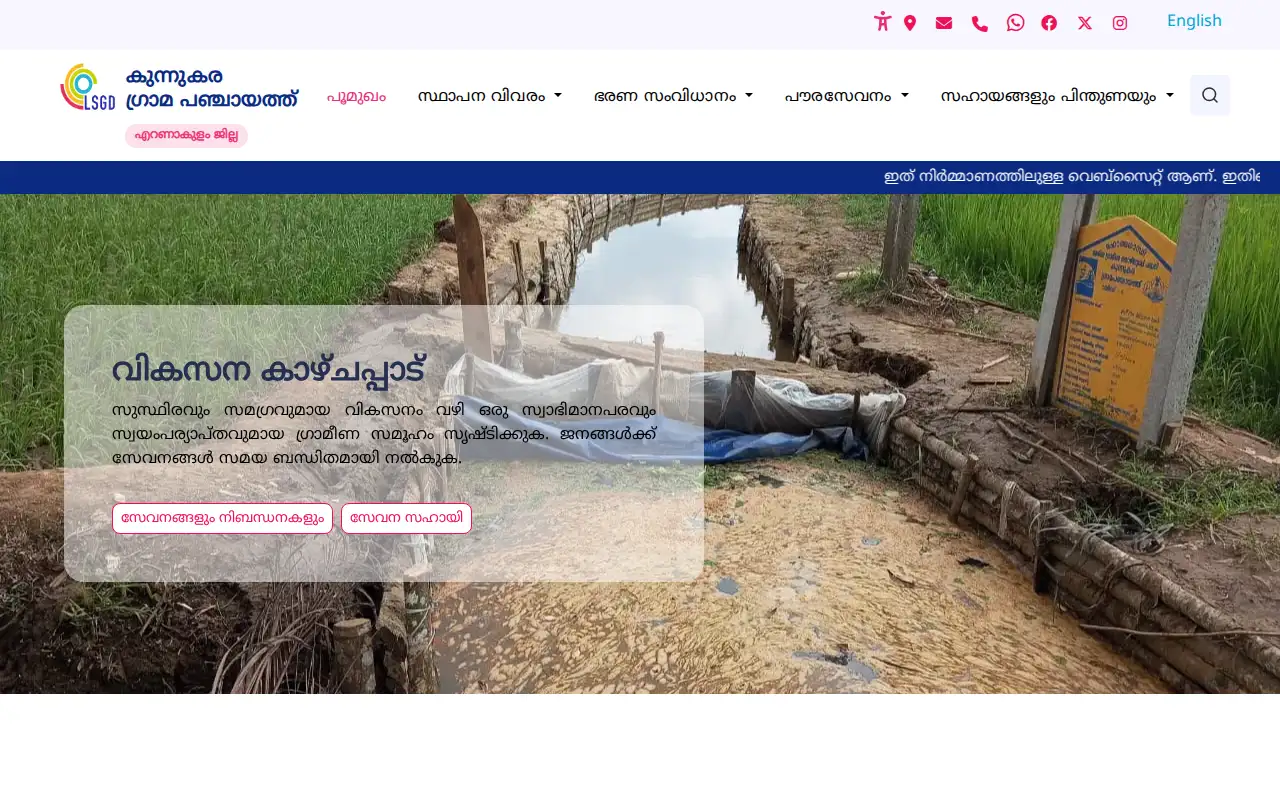 English
LSGD
കുന്നുകര
ഗ്രാമ പഞ്ചായത്ത്
എറണാകുളം ജില്ല
പൂമുഖം
സ്ഥാപന വിവരം
ഭരണ സംവിധാനം
പൗരസേവനം
സഹായങ്ങളും പിന്തുണയും
ഇത് നിർമ്മാണത്തിലുള്ള വെബ്സൈറ്റ് ആണ്.
വികസന കാഴ്ചപ്പാട്
സുസ്ഥിരവും സമഗ്രവുമായ വികസനം വഴി ഒരു സ്വാഭിമാനപരവും
സ്വയംപര്യാപ്തവുമായ ഗ്രാമീണ സമൂഹം സൃഷ്ടിക്കുക. ജനങ്ങൾക്ക്
സേവനങ്ങൾ സമയ ബന്ധിതമായി നൽകുക.
സേവനങ്ങളും നിബന്ധനകളും
സേവന സഹായി